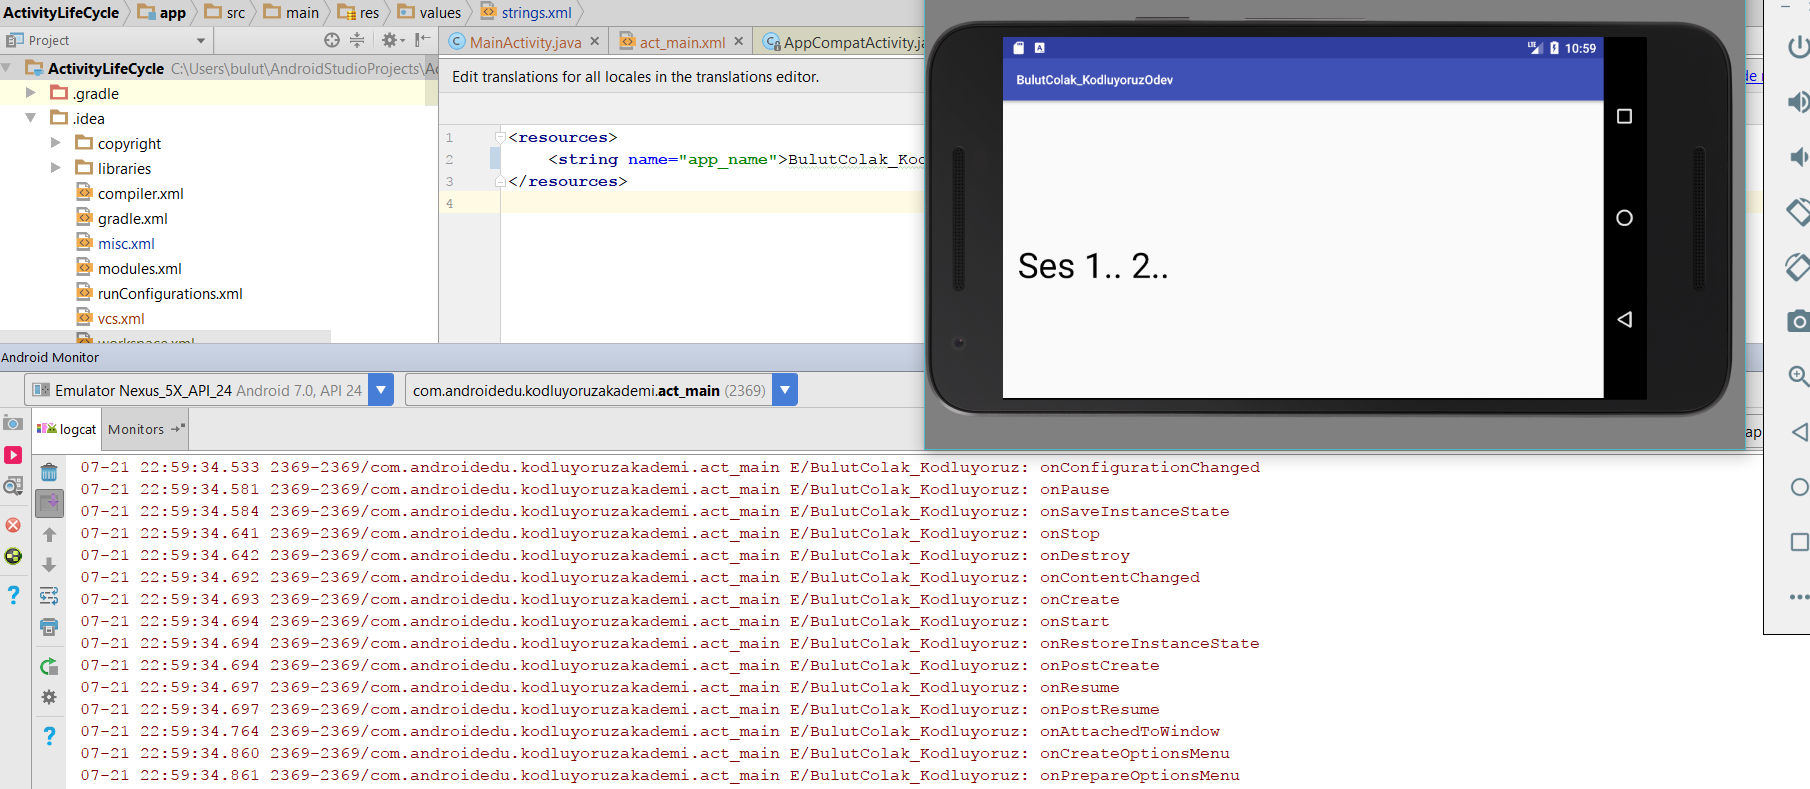 ActivityLifeCycle app src main res values strings.xml
Project
MainActivity.java act_main.xml AppCompatActivity.ja
ActivityLifeCycle C:\Users\bulut\AndroidStudioProjects\Ac
.gradle
.idea
copyright
libraries
compiler.xml
gradle.xml
misc.xml
modules.xml
runConfigurations.xml
vcs.xml
workspace.xml
Edit translations for all locales in the translations editor.
1 <resources>
2 <string name="app_name">BulutColak_Kod
3 </resources>
4
LTE 10:59
BulutColak_KodluyoruzOdev
Ses 1.. 2..
Android Monitor
Emulator Nexus_5X_API_24 Android 7.0, API 24
com.androidedu.kodluyoruzakademi.act_main (2369)
logcat Monitors
ap
07-21 22:59:34.533 2369-2369/com.androidedu.kodluyoruzakademi.act_main E/BulutColak_Kodluyoruz: onConfigurationChanged
07-21 22:59:34.581 2369-2369/com.androidedu.kodluyoruzakademi.act_main E/BulutColak_Kodluyoruz: onPause
07-21 22:59:34.584 2369-2369/com.androidedu.kodluyoruzakademi.act_main E/BulutColak_Kodluyoruz: onSaveInstanceState
07-21 22:59:34.641 2369-2369/com.androidedu.kodluyoruzakademi.act_main E/BulutColak_Kodluyoruz: onStop
07-21 22:59:34.642 2369-2369/com.androidedu.kodluyoruzakademi.act_main E/BulutColak_Kodluyoruz: onDestroy
07-21 22:59:34.692 2369-2369/com.androidedu.kodluyoruzakademi.act_main E/BulutColak_Kodluyoruz: onContentChanged
07-21 22:59:34.693 2369-2369/com.androidedu.kodluyoruzakademi.act_main E/BulutColak_Kodluyoruz: onCreate
07-21 22:59:34.694 2369-2369/com.androidedu.kodluyoruzakademi.act_main E/BulutColak_Kodluyoruz: onStart
07-21 22:59:34.694 2369-2369/com.androidedu.kodluyoruzakademi.act_main E/BulutColak_Kodluyoruz: onRestoreInstanceState
07-21 22:59:34.694 2369-2369/com.androidedu.kodluyoruzakademi.act_main E/BulutColak_Kodluyoruz: onPostCreate
07-21 22:59:34.697 2369-2369/com.androidedu.kodluyoruzakademi.act_main E/BulutColak_Kodluyoruz: onResume
07-21 22:59:34.697 2369-2369/com.androidedu.kodluyoruzakademi.act_main E/BulutColak_Kodluyoruz: onPostResume
07-21 22:59:34.764 2369-2369/com.androidedu.kodluyoruzakademi.act_main E/BulutColak_Kodluyoruz: onAttachedToWindow
07-21 22:59:34.860 2369-2369/com.androidedu.kodluyoruzakademi.act_main E/BulutColak_Kodluyoruz: onCreateOptionsMenu
07-21 22:59:34.861 2369-2369/com.androidedu.kodluyoruzakademi.act_main E/BulutColak_Kodluyoruz: onPrepareOptionsMenu